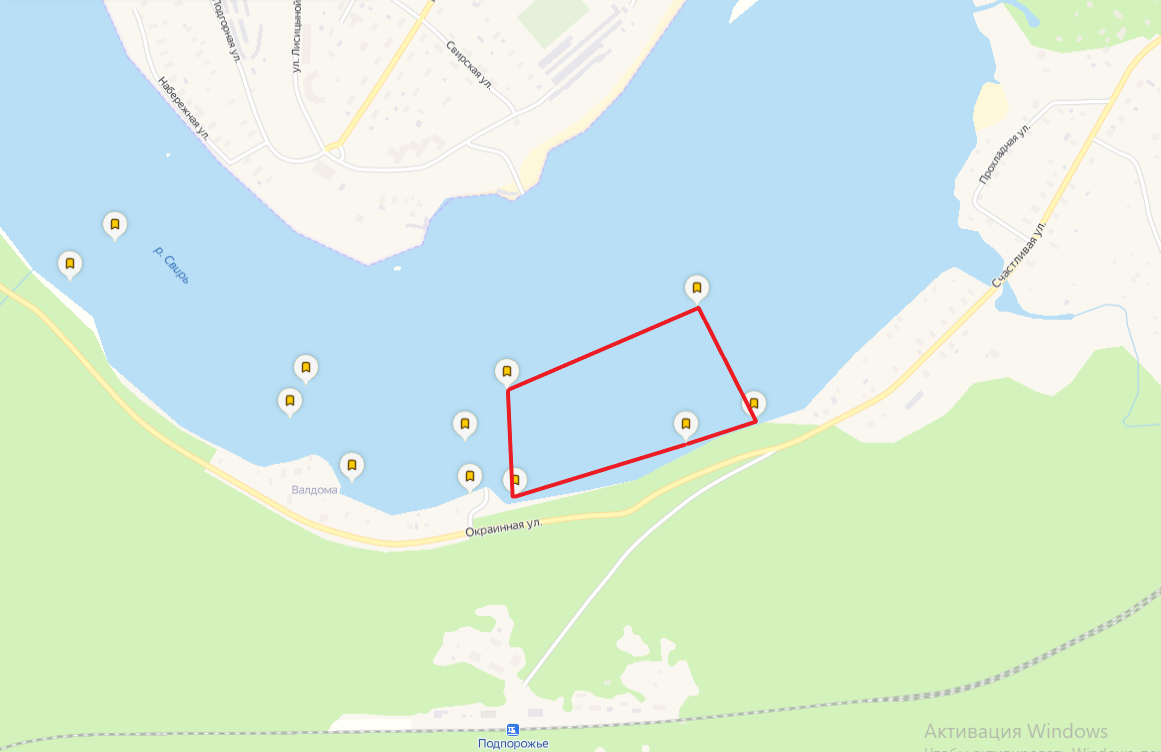 Подгорная ул.
ул. Лисицыной
Свирская ул.
Набережная ул.
Прохладная ул.
Счастливая ул.
р. Свирь
Валдома
Окраинная ул.
Подпорожье
Активация Windows